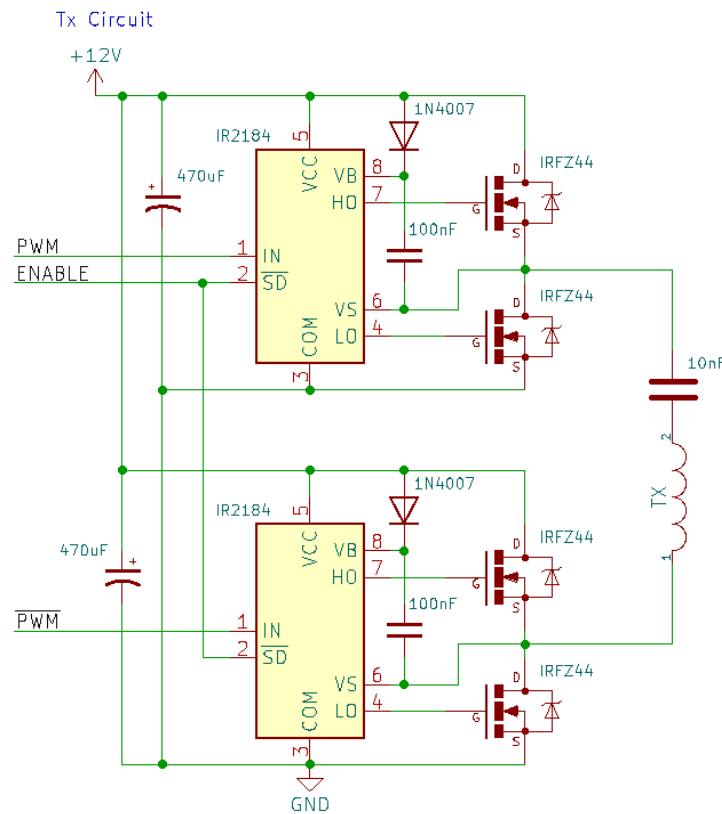 Tx Circuit
+12V
1N4007
IR2184
5
VCC
8
VB
IRFZ44
D
470uF
+
7
HO
G
S
100nF
PWM
1
IN
ENABLE
2
SD
6
VS
IRFZ44
D
4
LO
G
S
COM
3
10nF
2
TX
1
1N4007
IR2184
5
VCC
8
VB
IRFZ44
D
470uF
+
7
HO
G
S
100nF
PWM
1
IN
2
SD
6
VS
IRFZ44
D
4
LO
G
S
COM
3
GND